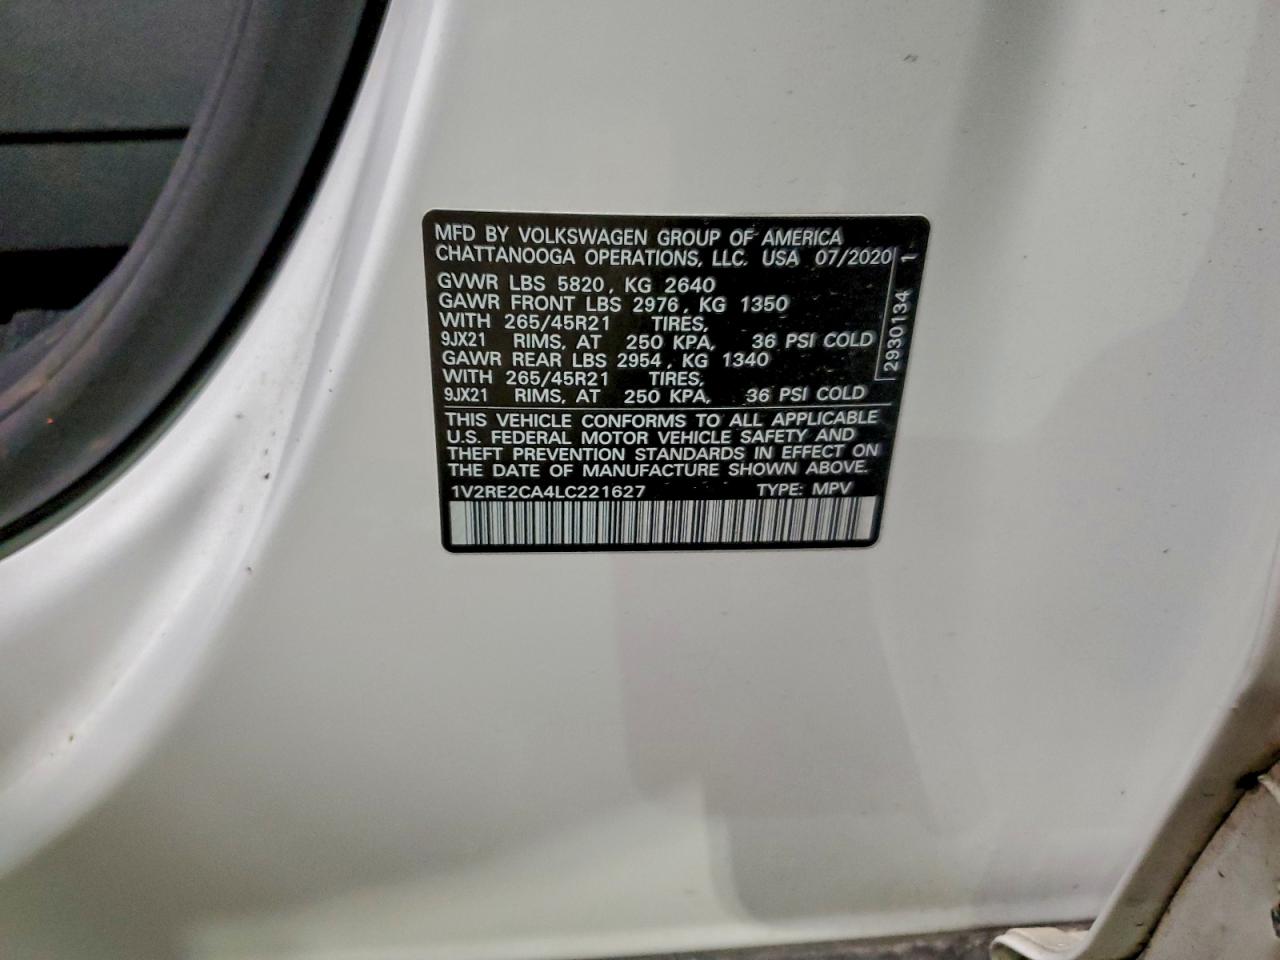 MFD BY VOLKSWAGEN GROUP OF AMERICA
CHATTANOOGA OPERATIONS, LLC. USA 07/2020
GVWR LBS 5820, KG 2640
GAWR FRONT LBS 2976, KG 1350
WITH 265/45R21 TIRES,
9JX21 RIMS, AT 250 KPA, 36 PSI COLD
GAWR REAR LBS 2954, KG 1340
WITH 265/45R21 TIRES,
9JX21 RIMS, AT 250 KPA, 36 PSI COLD
2930134 1
THIS VEHICLE CONFORMS TO ALL APPLICABLE
U.S. FEDERAL MOTOR VEHICLE SAFETY AND
THEFT PREVENTION STANDARDS IN EFFECT ON
THE DATE OF MANUFACTURE SHOWN ABOVE.
1V2RE2CA4LC221627 TYPE: MPV